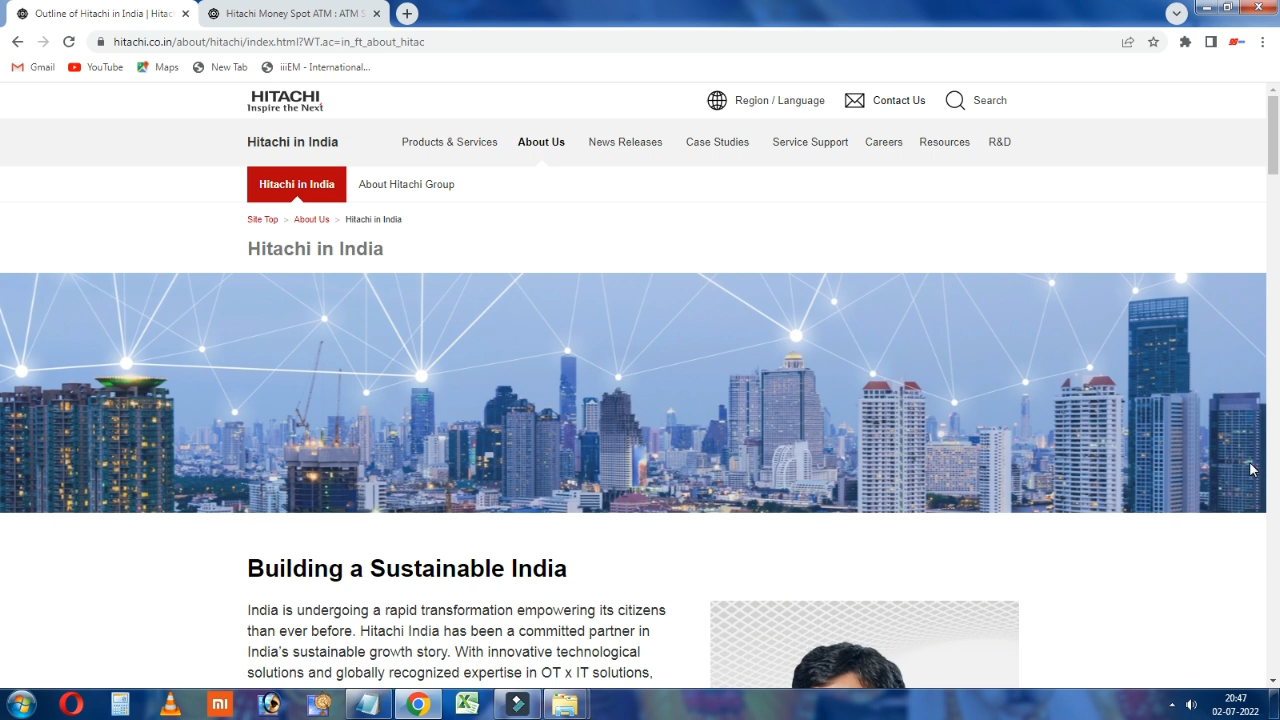 Outline of Hitachi in India | Hitac
Hitachi Money Spot ATM : ATM S
hitachi.co.in/about/hitachi/index.html?WT.ac=in_ft_about_hitac
Gmail
YouTube
Maps
New Tab
iiiEM - International...
HITACHI
Inspire the Next
Region / Language
Contact Us
Search
Hitachi in India
Products & Services
About Us
News Releases
Case Studies
Service Support
Careers
Resources
R&D
Hitachi in India
About Hitachi Group
Site Top > About Us > Hitachi in India
Hitachi in India
Building a Sustainable India
India is undergoing a rapid transformation empowering its citizens
than ever before. Hitachi India has been a committed partner in
India's sustainable growth story. With innovative technological
solutions and globally recognized expertise in OT x IT solutions,
mi
20:47
02-07-2022